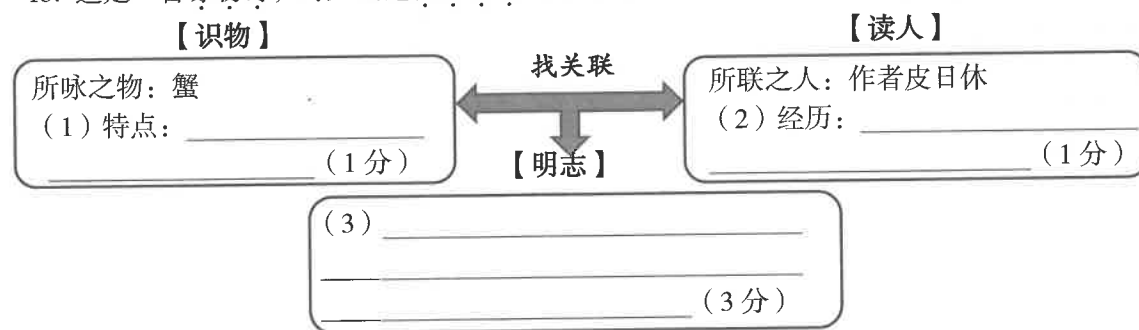 【识物】
【读人】
所咏之物：蟹
（1）特点：
（1分）
找关联
所联之人：作者皮日休
（2）经历：
（1分）
【明志】
（3）
（3分）